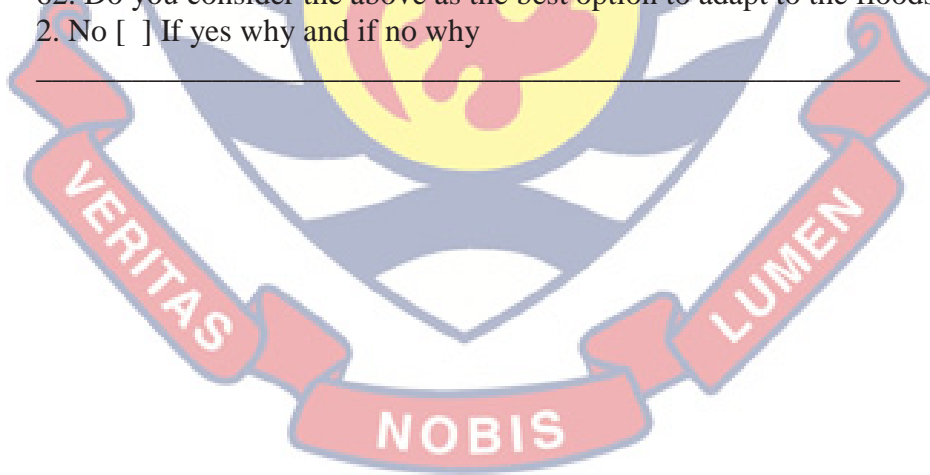 62. Do you consider the above as the best option to adapt to the floods
2. No [ ] If yes why and if no why
VERITAS
NOBIS
LUMEN